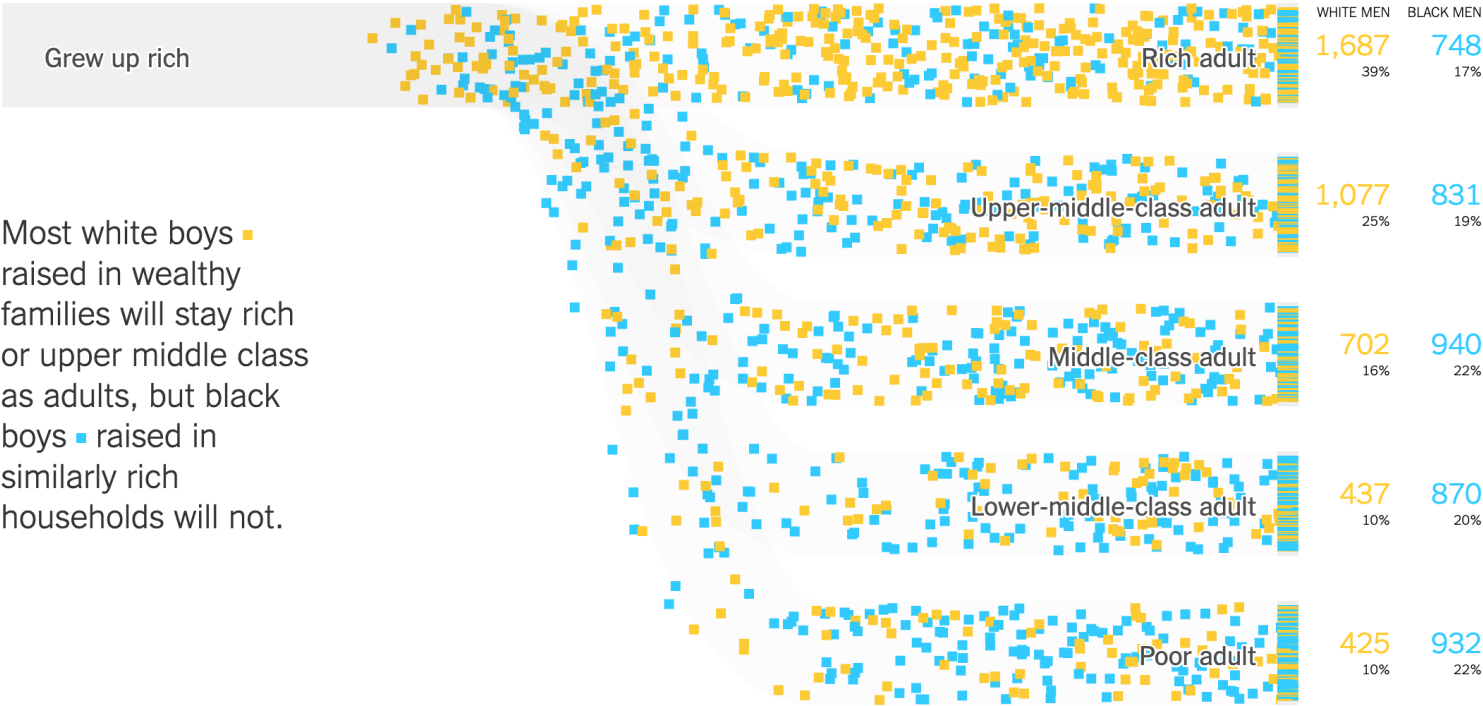 WHITE MEN BLACK MEN
Grew up rich
Rich adult
1,687 748
39% 17%
Upper-middle-class adult
1,077 831
25% 19%
Most white boys
raised in wealthy
families will stay rich
or upper middle class
as adults, but black
boys raised in
similarly rich
households will not.
Middle-class adult
702 940
16% 22%
Lower-middle-class adult
437 870
10% 20%
Poor adult
425 932
10% 22%